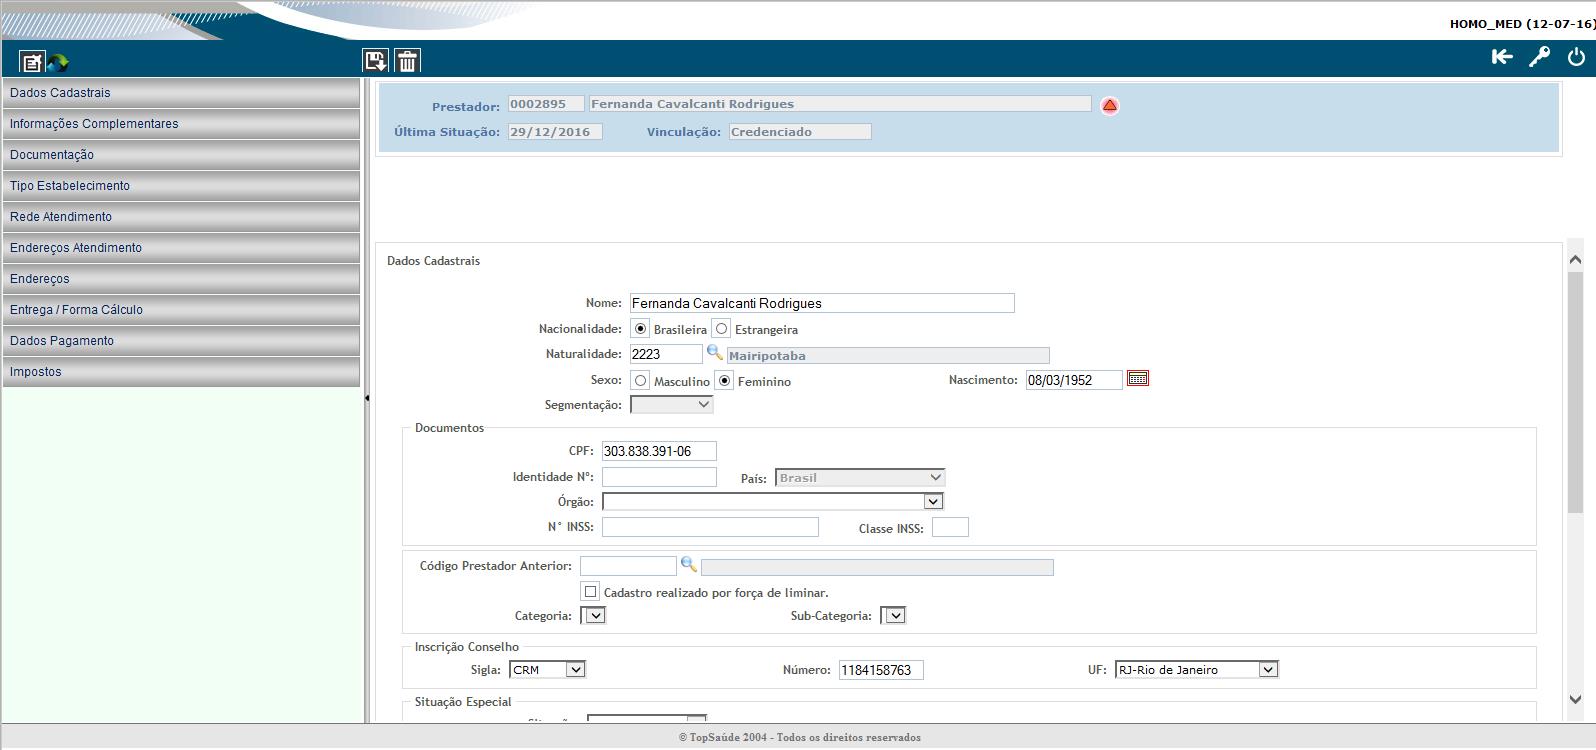 HOMO_MED (12-07-16)
Dados Cadastrais
Informações Complementares
Documentação
Tipo Estabelecimento
Rede Atendimento
Endereços Atendimento
Endereços
Entrega / Forma Cálculo
Dados Pagamento
Impostos
Prestador: 0002895 Fernanda Cavalcanti Rodrigues
Última Situação: 29/12/2016 Vinculação: Credenciado
Dados Cadastrais
Nome: Fernanda Cavalcanti Rodrigues
Nacionalidade: Brasileira Estrangeira
Naturalidade: 2223 Mairipotaba
Sexo: Masculino Feminino Nascimento: 08/03/1952
Segmentação:
Documentos
CPF: 303.838.391-06
Identidade Nº: País: Brasil
Órgão:
N° INSS: Classe INSS:
Código Prestador Anterior:
Cadastro realizado por força de liminar.
Categoria: Sub-Categoria:
Inscrição Conselho
Sigla: CRM Número: 1184158763 UF: RJ-Rio de Janeiro
Situação Especial
© TopSaúde 2004 - Todos os direitos reservados